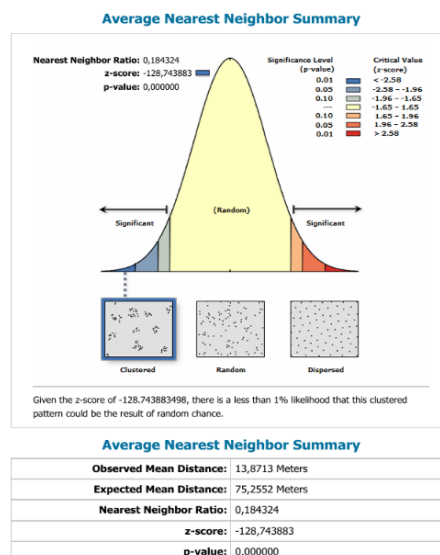 Average Nearest Neighbor Summary
Nearest Neighbor Ratio: 0,184324
z-score: -128,743883
p-value: 0,000000
Significance Level (p-value) Critical Value (z-score)
0.01 < -2.58
0.05 -2.58 - -1.96
0.10 -1.96 - -1.65
--- -1.65 - 1.65
0.10 1.65 - 1.96
0.05 1.96 - 2.58
0.01 > 2.58
(Random)
Significant Significant
Clustered Random Dispersed
Given the z-score of -128.743883498, there is a less than 1% likelihood that this clustered
pattern could be the result of random chance.
Average Nearest Neighbor Summary
Observed Mean Distance: 13,8713 Meters
Expected Mean Distance: 75,2552 Meters
Nearest Neighbor Ratio: 0,184324
z-score: -128,743883
p-value: 0,000000